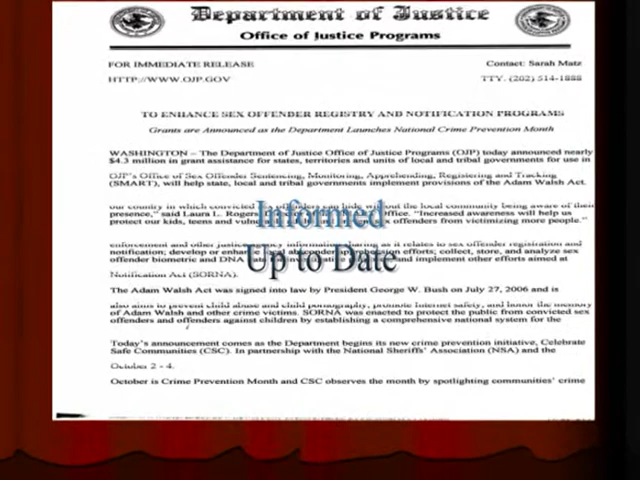 Department of Justice
Office of Justice Programs
FOR IMMEDIATE RELEASE Contact: Sarah Matz
HTTP://WWW.OJP.GOV TTY: (202) 514-1888
TO ENHANCE SEX OFFENDER REGISTRY AND NOTIFICATION PROGRAMS
Grants are Announced as the Department Launches National Crime Prevention Month
WASHINGTON – The Department of Justice Office of Justice Programs (OJP) today announced nearly
$4.3 million in grant assistance for states, territories and units of local and tribal governments for use in
OJP's Office of Sex Offender Sentencing, Monitoring, Apprehending, Registering and Tracking
(SMART), will help state, local and tribal governments implement provisions of the Adam Walsh Act.
our country in which convicted sex offenders can hide without the local community being aware of their
presence," said Laura L. Rogers Office. "Increased awareness will help us
protect our kids, teens and sex offenders from victimizing more people."
Informed
enforcement and other justice agency information sharing as it relates to sex offender registration and
notification; develop or local efforts; collect, store, and analyze sex
offender biometric and DNA and implement other efforts aimed at
Up to Date
Notification Act (SORNA).
The Adam Walsh Act was signed into law by President George W. Bush on July 27, 2006 and is
also aims to prevent child abuse and child pornography, promote Internet safety, and honor the memory
of Adam Walsh and other crime victims. SORNA was enacted to protect the public from convicted sex
offenders and offenders against children by establishing a comprehensive national system for the
Today's announcement comes as the Department begins its new crime prevention initiative, Celebrate
Safe Communities (CSC). In partnership with the National Sheriffs' Association (NSA) and the
October 2 - 4.
October is Crime Prevention Month and CSC observes the month by spotlighting communities' crime